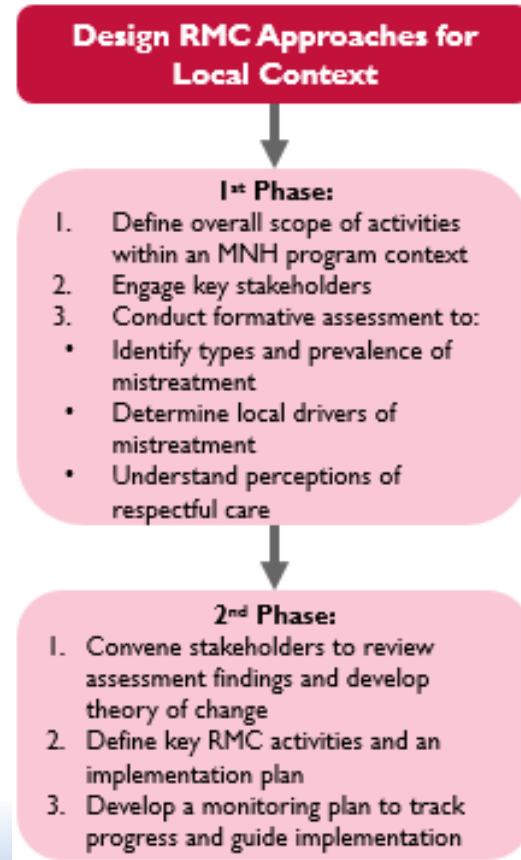 Design RMC Approaches for
Local Context
1st Phase:
1. Define overall scope of activities
within an MNH program context
2. Engage key stakeholders
3. Conduct formative assessment to:
• Identify types and prevalence of
mistreatment
• Determine local drivers of
mistreatment
• Understand perceptions of
respectful care
2nd Phase:
1. Convene stakeholders to review
assessment findings and develop
theory of change
2. Define key RMC activities and an
implementation plan
3. Develop a monitoring plan to track
progress and guide implementation